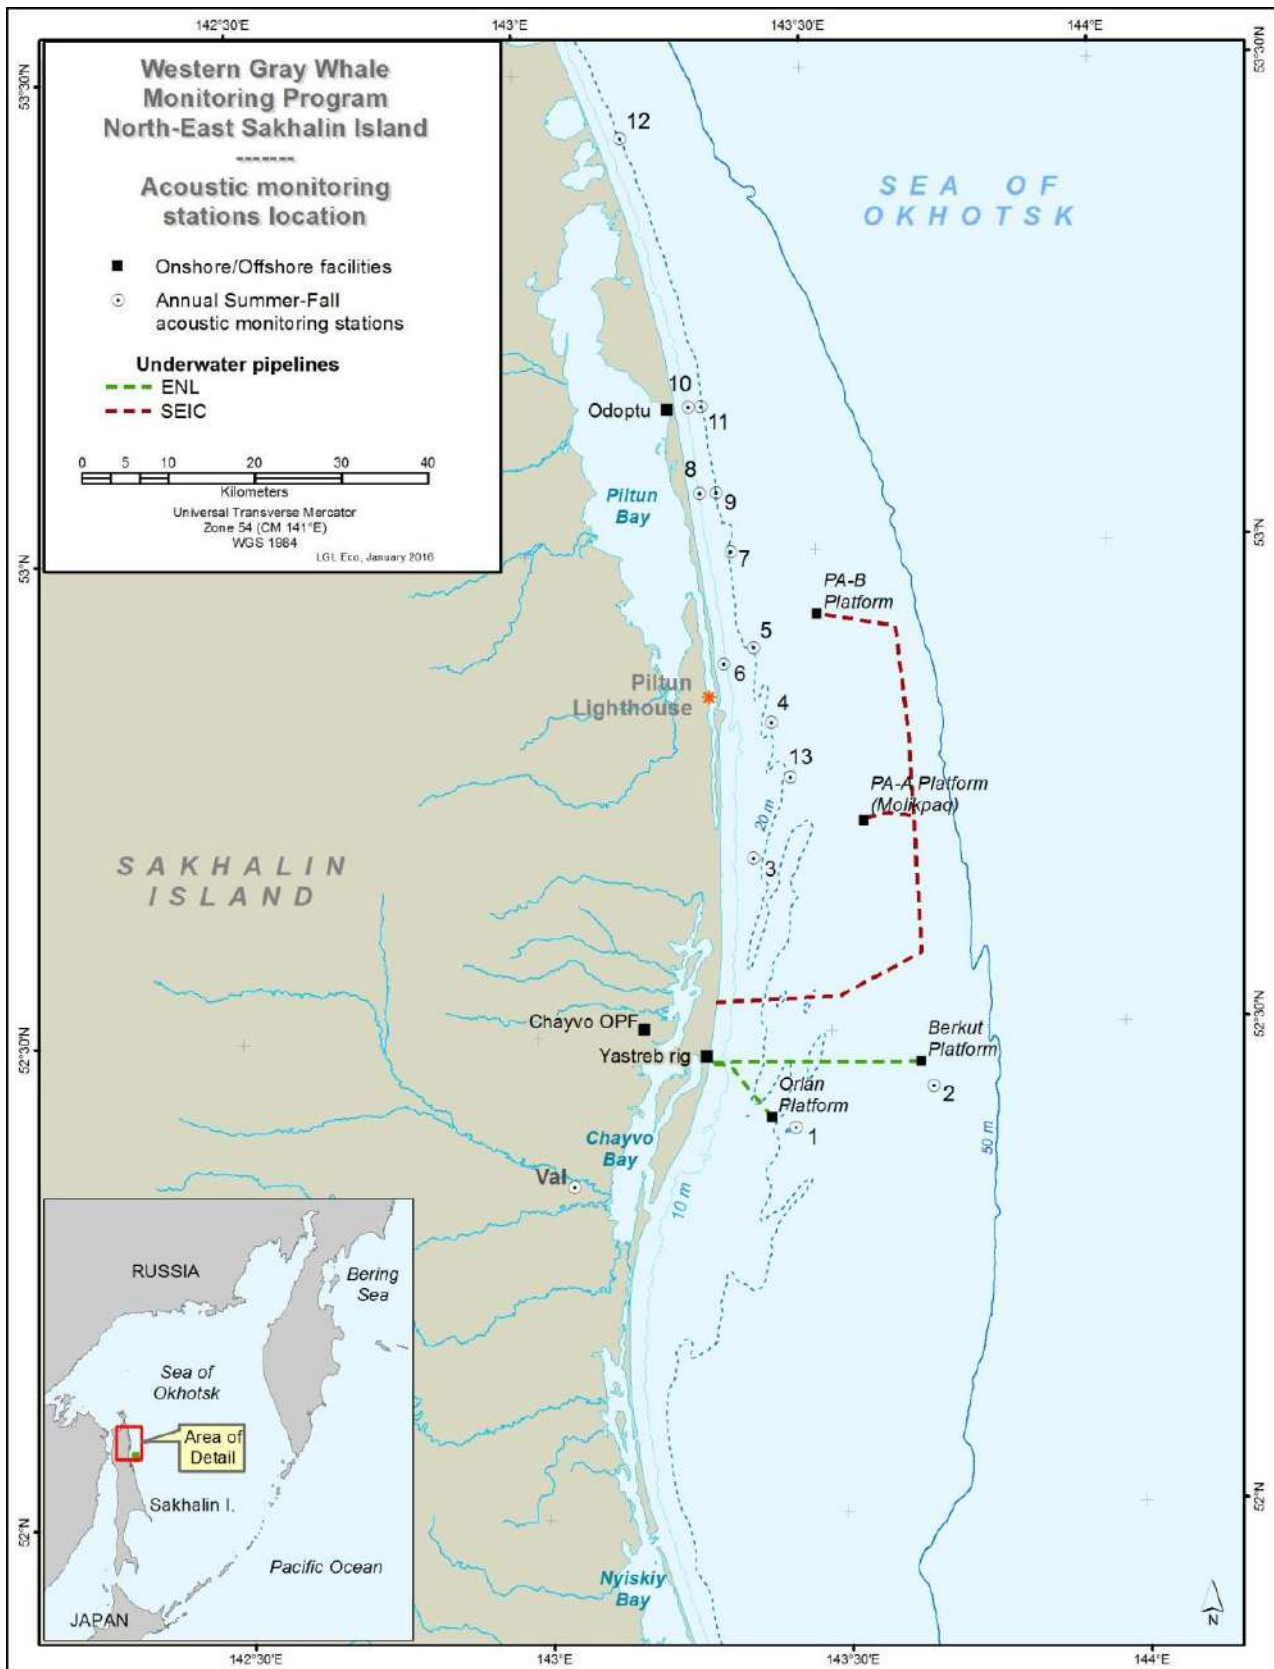 142°30'E
143°E
143°30'E
144°E
53°30'N
53°30'N
Western Gray Whale
Monitoring Program
North-East Sakhalin Island
-------
Acoustic monitoring
stations location
Onshore/Offshore facilities
Annual Summer-Fall
acoustic monitoring stations
Underwater pipelines
ENL
SEIC
0 5 10 20 30 40
Kilometers
Universal Transverse Mercator
Zone 54 (CM 141°E)
WGS 1984
LGL Eco, January 2016
12
SEA OF
OKHOTSK
10
Odoptu
11
8
Piltun
Bay
9
7
53°N
53°N
PA-B
Platform
5
6
Piltun
Lighthouse
4
13
PA-A Platform
(Molikpaq)
20 m
SAKHALIN
ISLAND
3
Chayvo OPF
Yastreb rig
52°30'N
52°30'N
Berkut
Platform
Orlan
Platform
2
1
50 m
Chayvo
Bay
Val
10 m
RUSSIA
Bering
Sea
Sea of
Okhotsk
Area of
Detail
Sakhalin I.
Pacific Ocean
JAPAN
52°N
52°N
Nyiskiy
Bay
N
142°30'E
143°E
143°30'E
144°E